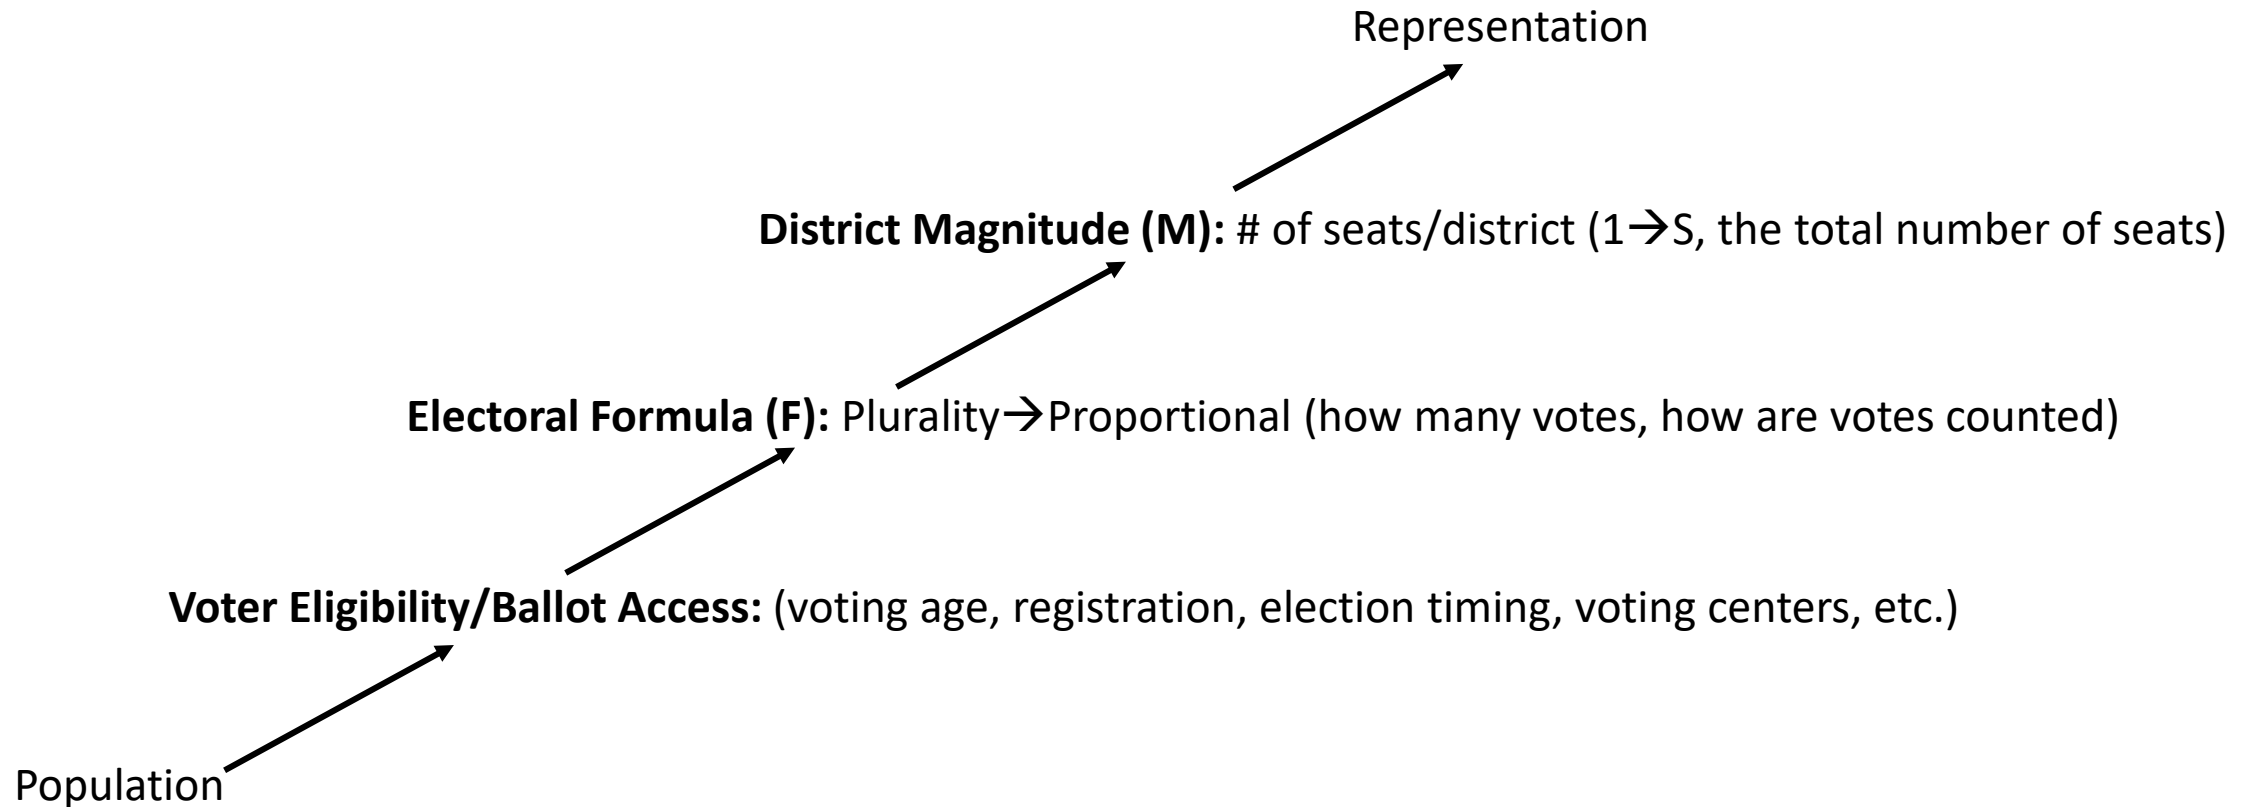 Representation
District Magnitude (M): # of seats/district (1→S, the total number of seats)
Electoral Formula (F): Plurality→Proportional (how many votes, how are votes counted)
Voter Eligibility/Ballot Access: (voting age, registration, election timing, voting centers, etc.)
Population